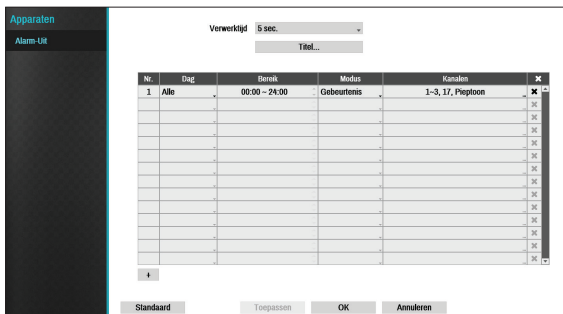 Apparaten
Alarm-Uit
Verwerktijd 5 sec.
Titel...
Nr. Dag Bereik Modus Kanalen ×
1 Alle 00:00 ~ 24:00 Gebeurtenis 1~3, 17, Pieptoon ×
+
Standaard Toepassen OK Annuleren